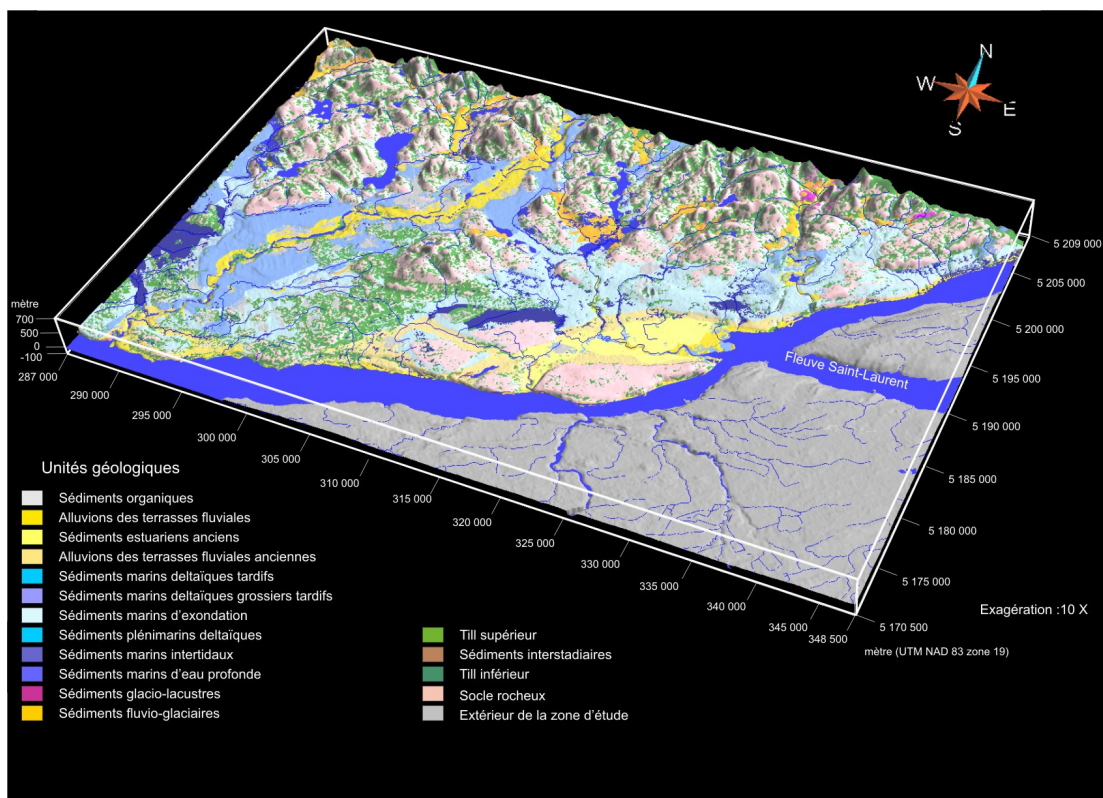 N
W
E
S
mètre
700
500
0
-100
287 000
290 000
295 000
300 000
305 000
310 000
315 000
320 000
325 000
330 000
335 000
340 000
345 000
348 500
5 209 000
5 205 000
5 200 000
5 195 000
5 190 000
5 185 000
5 180 000
5 175 000
5 170 500
mètre (UTM NAD 83 zone 19)
Fleuve Saint-Laurent
Exagération :10 X
Unités géologiques
Sédiments organiques
Alluvions des terrasses fluviales
Sédiments estuariens anciens
Alluvions des terrasses fluviales anciennes
Sédiments marins deltaïques tardifs
Sédiments marins deltaïques grossiers tardifs
Sédiments marins d'exondation
Sédiments plénimarins deltaïques
Sédiments marins intertidaux
Sédiments marins d'eau profonde
Sédiments glacio-lacustres
Sédiments fluvio-glaciaires
Till supérieur
Sédiments interstadiaires
Till inférieur
Socle rocheux
Extérieur de la zone d'étude